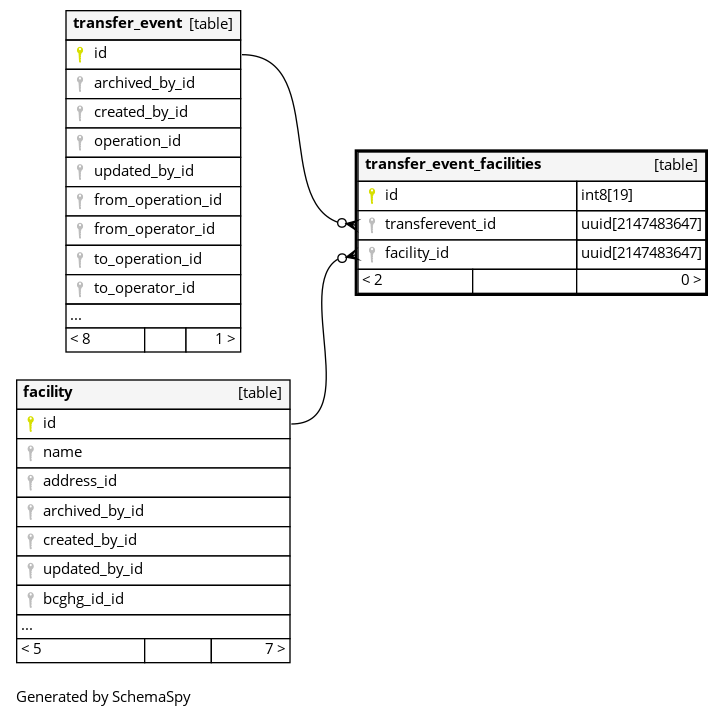 transfer_event [table]
id
archived_by_id
created_by_id
operation_id
updated_by_id
from_operation_id
from_operator_id
to_operation_id
to_operator_id
...
< 8 1 >
transfer_event_facilities [table]
id int8[19]
transferevent_id uuid[2147483647]
facility_id uuid[2147483647]
< 2 0 >
facility [table]
id
name
address_id
archived_by_id
created_by_id
updated_by_id
bcghg_id_id
...
< 5 7 >
Generated by SchemaSpy